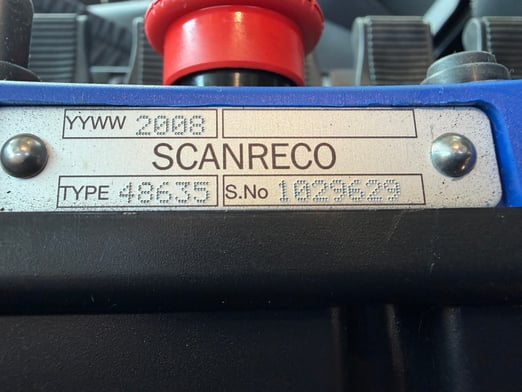 YYWW 2008
SCANRECO
TYPE 48635 S.No 1029629